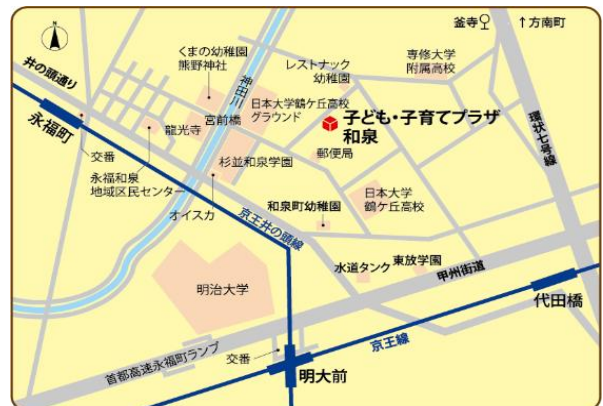 釜寺
↑方南町
くまの幼稚園
熊野神社
レストナック
幼稚園
専修大学
附属高校
井の頭通り
神田川
宮前橋
日本大学鶴ケ丘高校
グラウンド
子ども・子育てプラザ
和泉
環状七号線
永福町
龍光寺
郵便局
交番
杉並和泉学園
永福和泉
地域区民センター
日本大学
鶴ケ丘高校
オイスカ
和泉町幼稚園
京王井の頭線
水道タンク
東放学園
甲州街道
明治大学
代田橋
首都高速永福町ランプ
交番
京王線
明大前